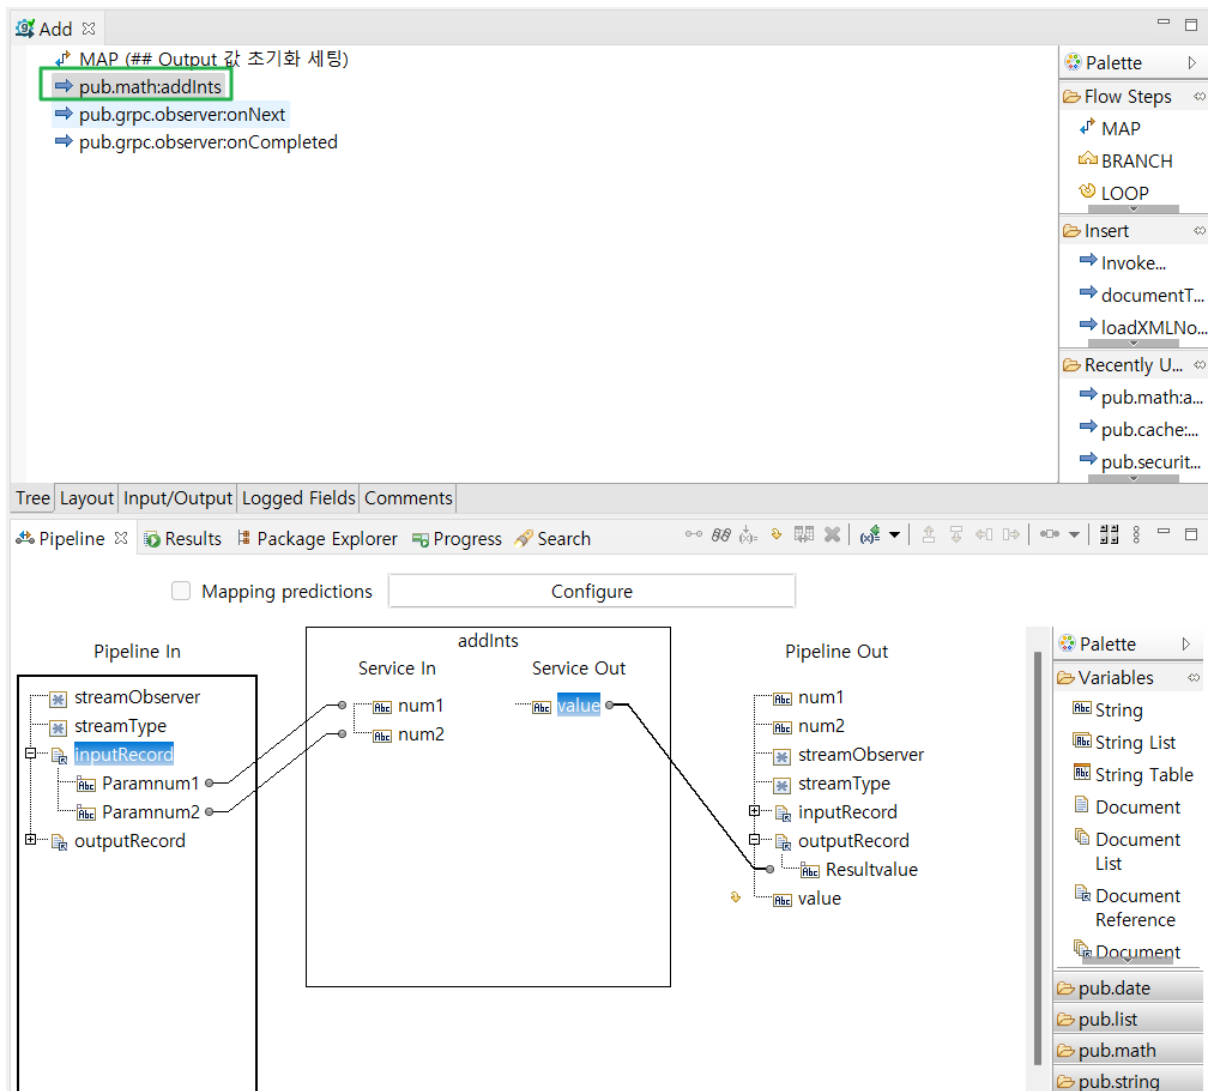 Add
MAP (## Output 값 초기화 세팅)
pub.math:addInts
pub.grpc.observer:onNext
pub.grpc.observer:onCompleted
Palette
Flow Steps
MAP
BRANCH
LOOP
Insert
Invoke...
documentT...
loadXMLNo...
Recently U...
pub.math:a...
pub.cache:...
pub.securit...
Tree Layout Input/Output Logged Fields Comments
Pipeline Results Package Explorer Progress Search
Mapping predictions Configure
Pipeline In
streamObserver
streamType
inputRecord
Paramnum1
Paramnum2
outputRecord
addInts
Service In
num1
num2
Service Out
value
Pipeline Out
num1
num2
streamObserver
streamType
inputRecord
outputRecord
Resultvalue
value
Palette
Variables
String
String List
String Table
Document
Document
List
Document
Reference
Document
pub.date
pub.list
pub.math
pub.string